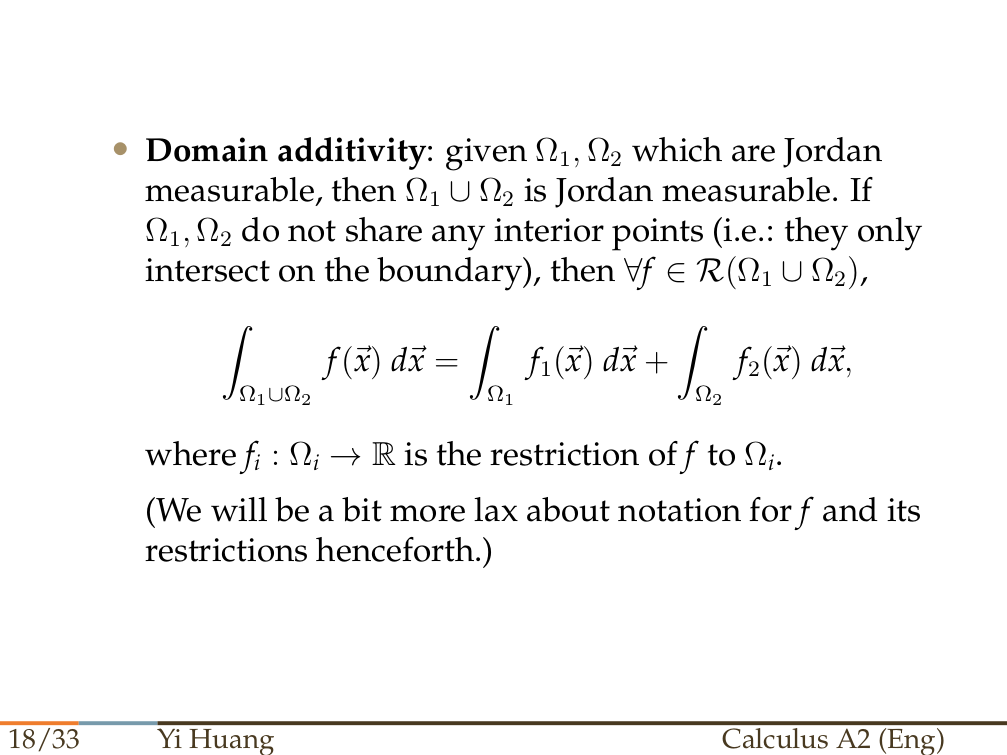 • Domain additivity: given Ω₁, Ω₂ which are Jordan
measurable, then Ω₁ ∪ Ω₂ is Jordan measurable. If
Ω₁, Ω₂ do not share any interior points (i.e.: they only
intersect on the boundary), then ∀f ∈ ℛ(Ω₁ ∪ Ω₂),
∫_{Ω₁∪Ω₂} f(x⃗) dx⃗ = ∫_{Ω₁} f₁(x⃗) dx⃗ + ∫_{Ω₂} f₂(x⃗) dx⃗,
where fᵢ : Ωᵢ → ℝ is the restriction of f to Ωᵢ.
(We will be a bit more lax about notation for f and its
restrictions henceforth.)
18/33 Yi Huang Calculus A2 (Eng)